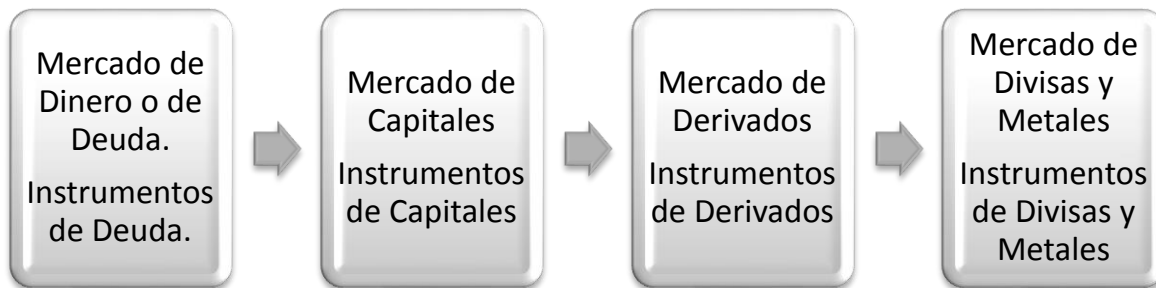 Mercado de
Dinero o de
Deuda.
Instrumentos
de Deuda.
Mercado de
Capitales
Instrumentos
de Capitales
Mercado de
Derivados
Instrumentos
de Derivados
Mercado de
Divisas y
Metales
Instrumentos
de Divisas y
Metales